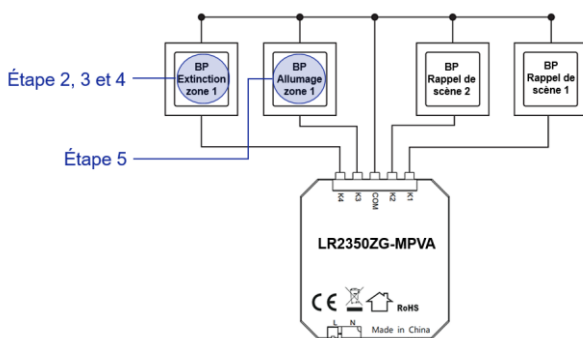 BP
Extinction
zone 1
BP
Allumage
zone 1
BP
Rappel de
scène 2
BP
Rappel de
scène 1
Étape 2, 3 et 4
Étape 5
K4
K3
COM
K2
K1
LR2350ZG-MPVA
CE
RoHS
L N
Made in China